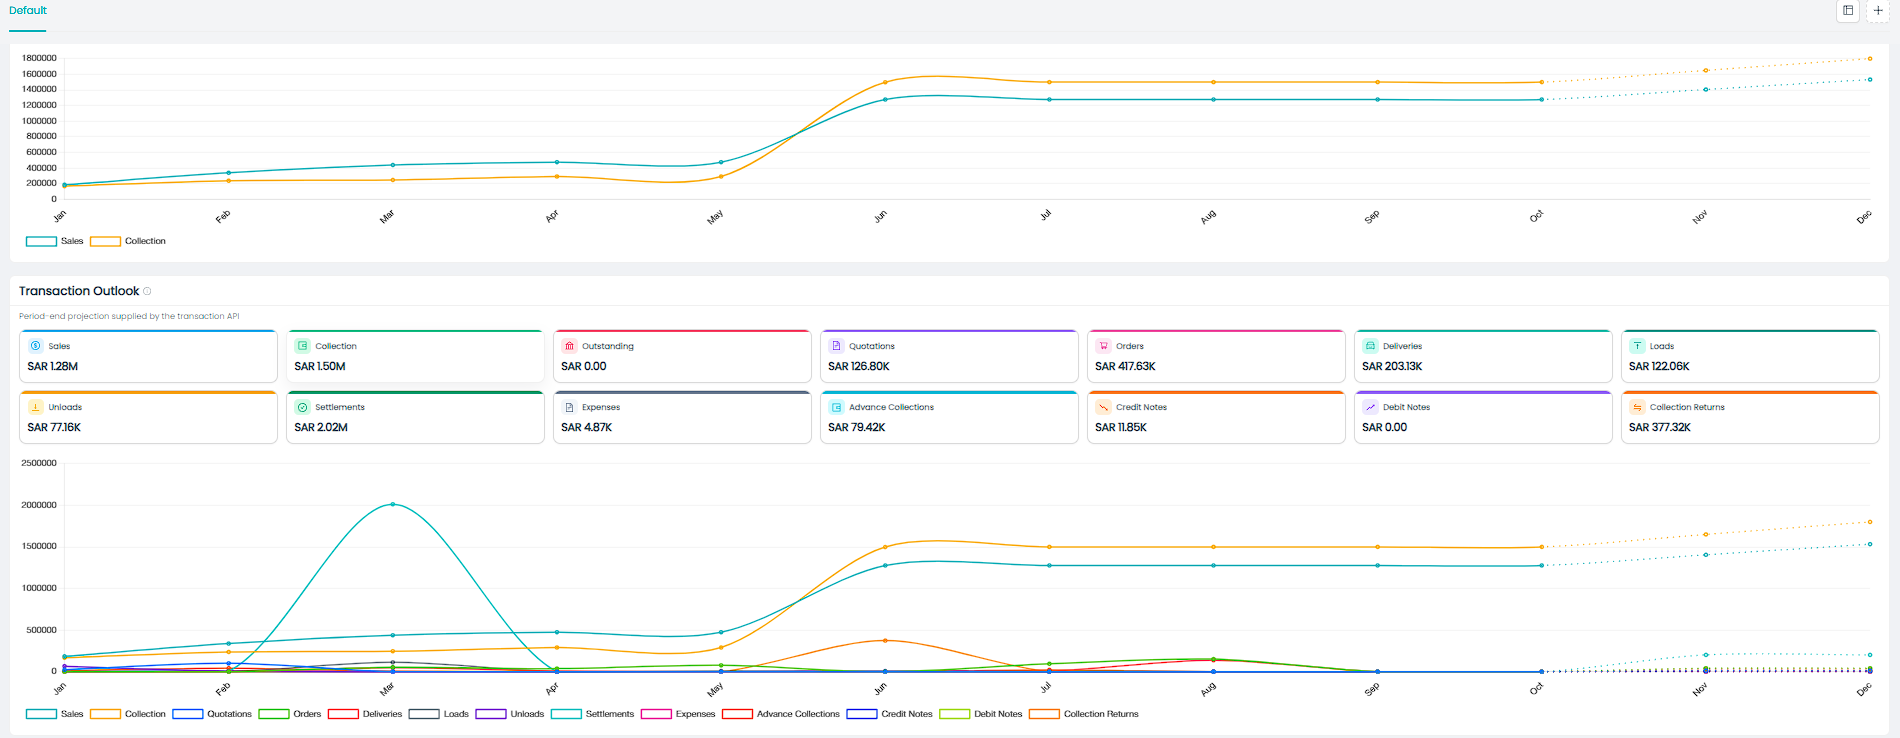 Default
1800000
1600000
1400000
1200000
1000000
800000
600000
400000
200000
0
Jan Feb Mar Apr May Jun Jul Aug Sep Oct Nov Dec
Sales Collection
Transaction Outlook
Period-end projection supplied by the transaction API
Sales
SAR 1.28M
Collection
SAR 1.50M
Outstanding
SAR 0.00
Quotations
SAR 126.80K
Orders
SAR 417.63K
Deliveries
SAR 203.13K
Loads
SAR 122.06K
Unloads
SAR 77.16K
Settlements
SAR 2.02M
Expenses
SAR 4.87K
Advance Collections
SAR 79.42K
Credit Notes
SAR 11.85K
Debit Notes
SAR 0.00
Collection Returns
SAR 377.32K
2500000
2000000
1500000
1000000
500000
0
Jan Feb Mar Apr May Jun Jul Aug Sep Oct Nov Dec
Sales Collection Quotations Orders Deliveries Loads Unloads Settlements Expenses Advance Collections Credit Notes Debit Notes Collection Returns